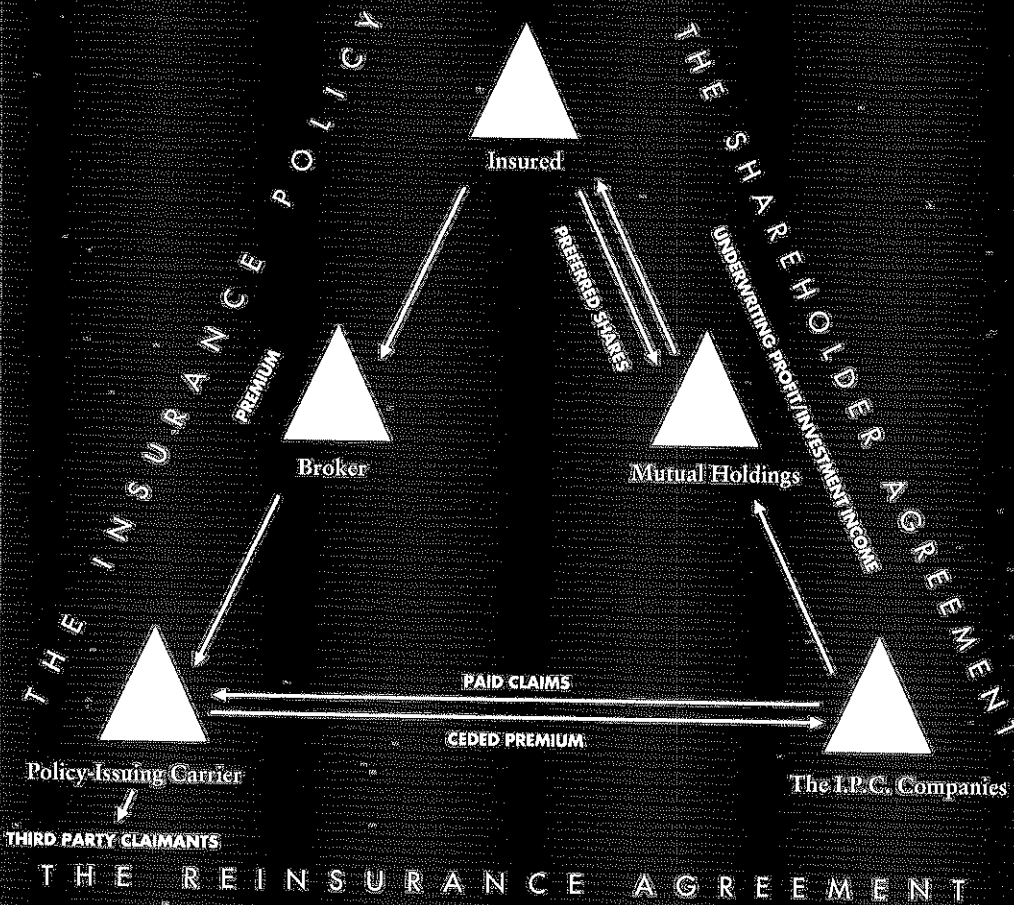 THE INSURANCE POLICY
THE SHAREHOLDER AGREEMENT
Insured
PREFERRED SHARES
UNDERWRITING PROFIT/INVESTMENT INCOME
PREMIUM
Broker
Mutual Holdings
PAID CLAIMS
CEDED PREMIUM
Policy-Issuing Carrier
The I.P.C. Companies
THIRD PARTY CLAIMANTS
THE REINSURANCE AGREEMENT